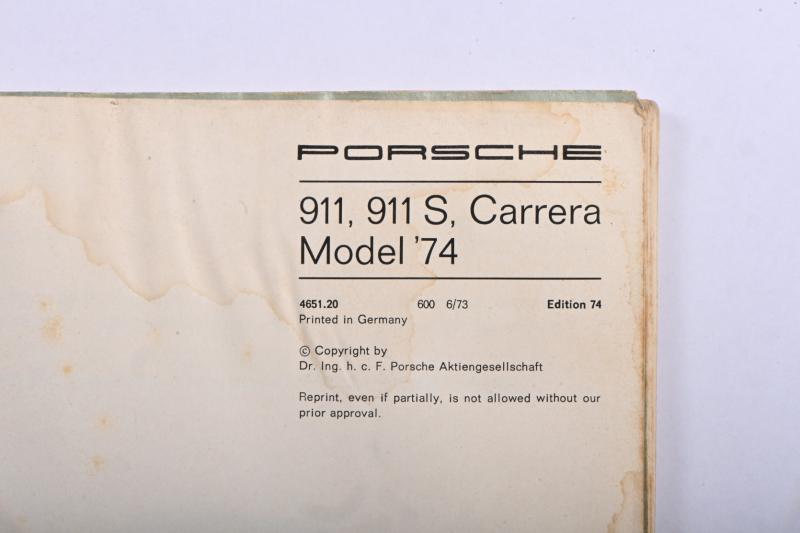 PORSCHE
911, 911 S, Carrera
Model '74
4651.20 600 6/73 Edition 74
Printed in Germany
© Copyright by
Dr. Ing. h. c. F. Porsche Aktiengesellschaft
Reprint, even if partially, is not allowed without our
prior approval.